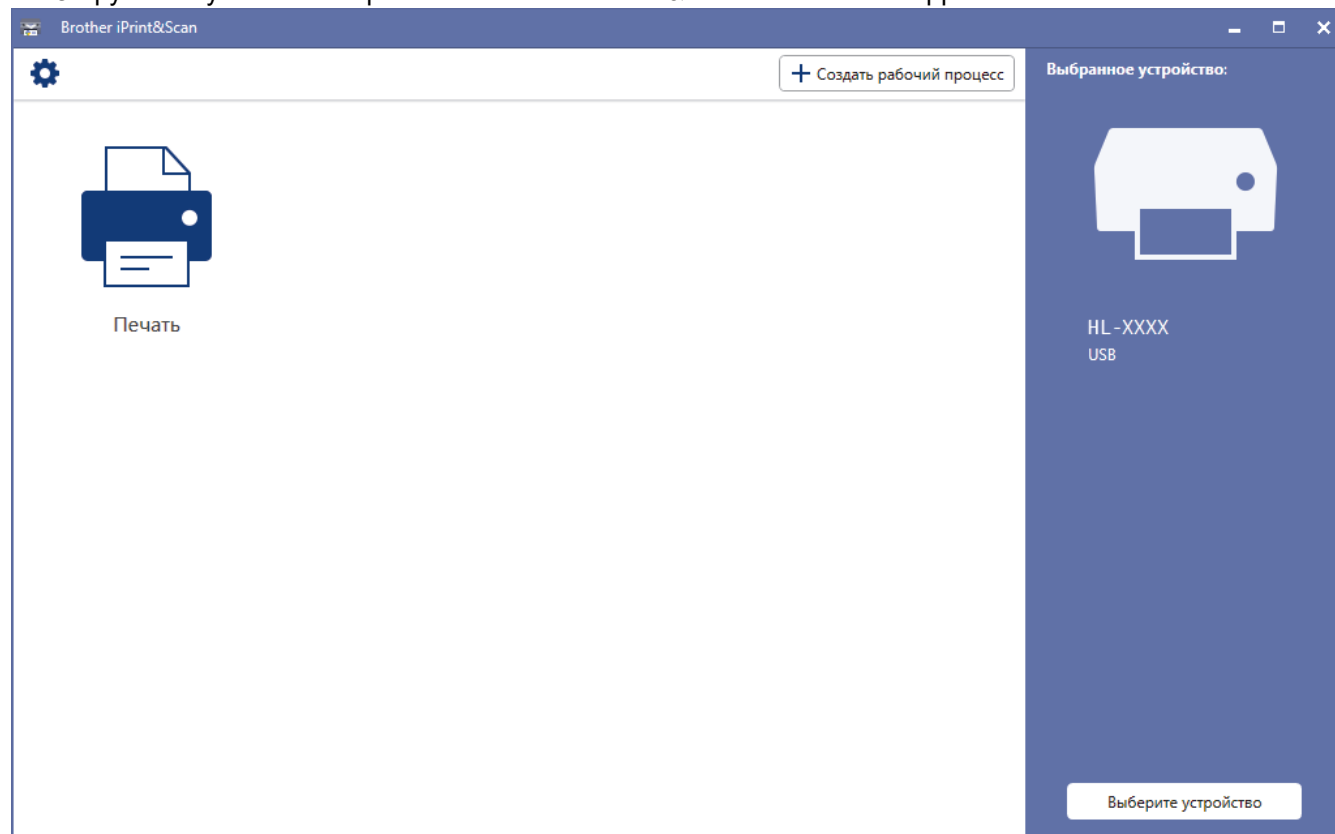 Brother iPrint&Scan
Создать рабочий процесс
Выбранное устройство:
Печать
HL-XXXX
USB
Выберите устройство